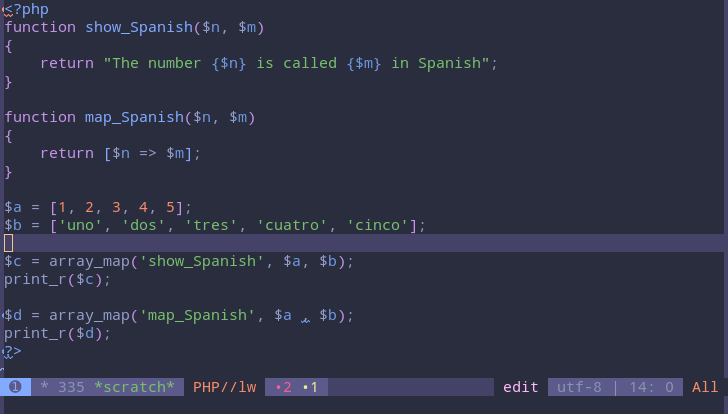 <?php
function show_Spanish($n, $m)
{
    return "The number {$n} is called {$m} in Spanish";
}

function map_Spanish($n, $m)
{
    return [$n => $m];
}

$a = [1, 2, 3, 4, 5];
$b = ['uno', 'dos', 'tres', 'cuatro', 'cinco'];

$c = array_map('show_Spanish', $a, $b);
print_r($c);

$d = array_map('map_Spanish', $a , $b);
print_r($d);
?>
❶ * 335 *scratch* PHP//lw •2 •1 edit utf-8 | 14: 0 All